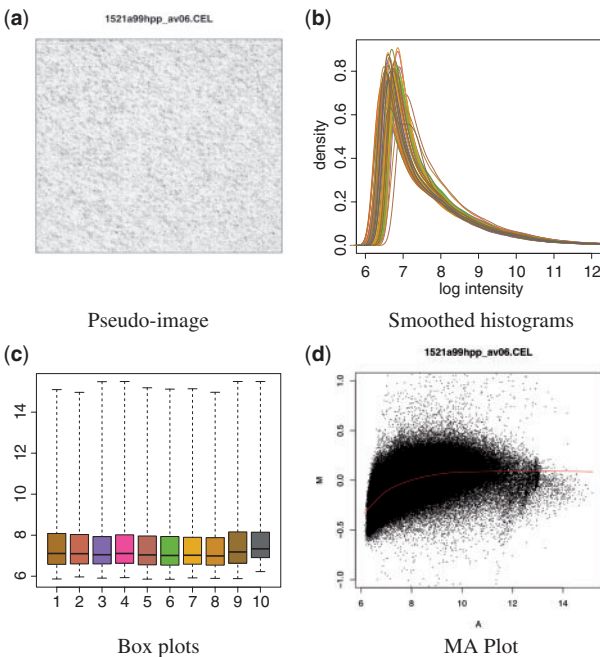 (a)
1521a99hpp_av06.CEL
Pseudo-image
(b)
density
0.0 0.2 0.4 0.6 0.8
6 7 8 9 10 11 12
log intensity
Smoothed histograms
(c)
6 8 10 12 14
1 2 3 4 5 6 7 8 9 10
Box plots
(d)
1521a99hpp_av06.CEL
M
-1.0 -0.5 0.0 0.5 1.0
6 8 10 12 14
A
MA Plot